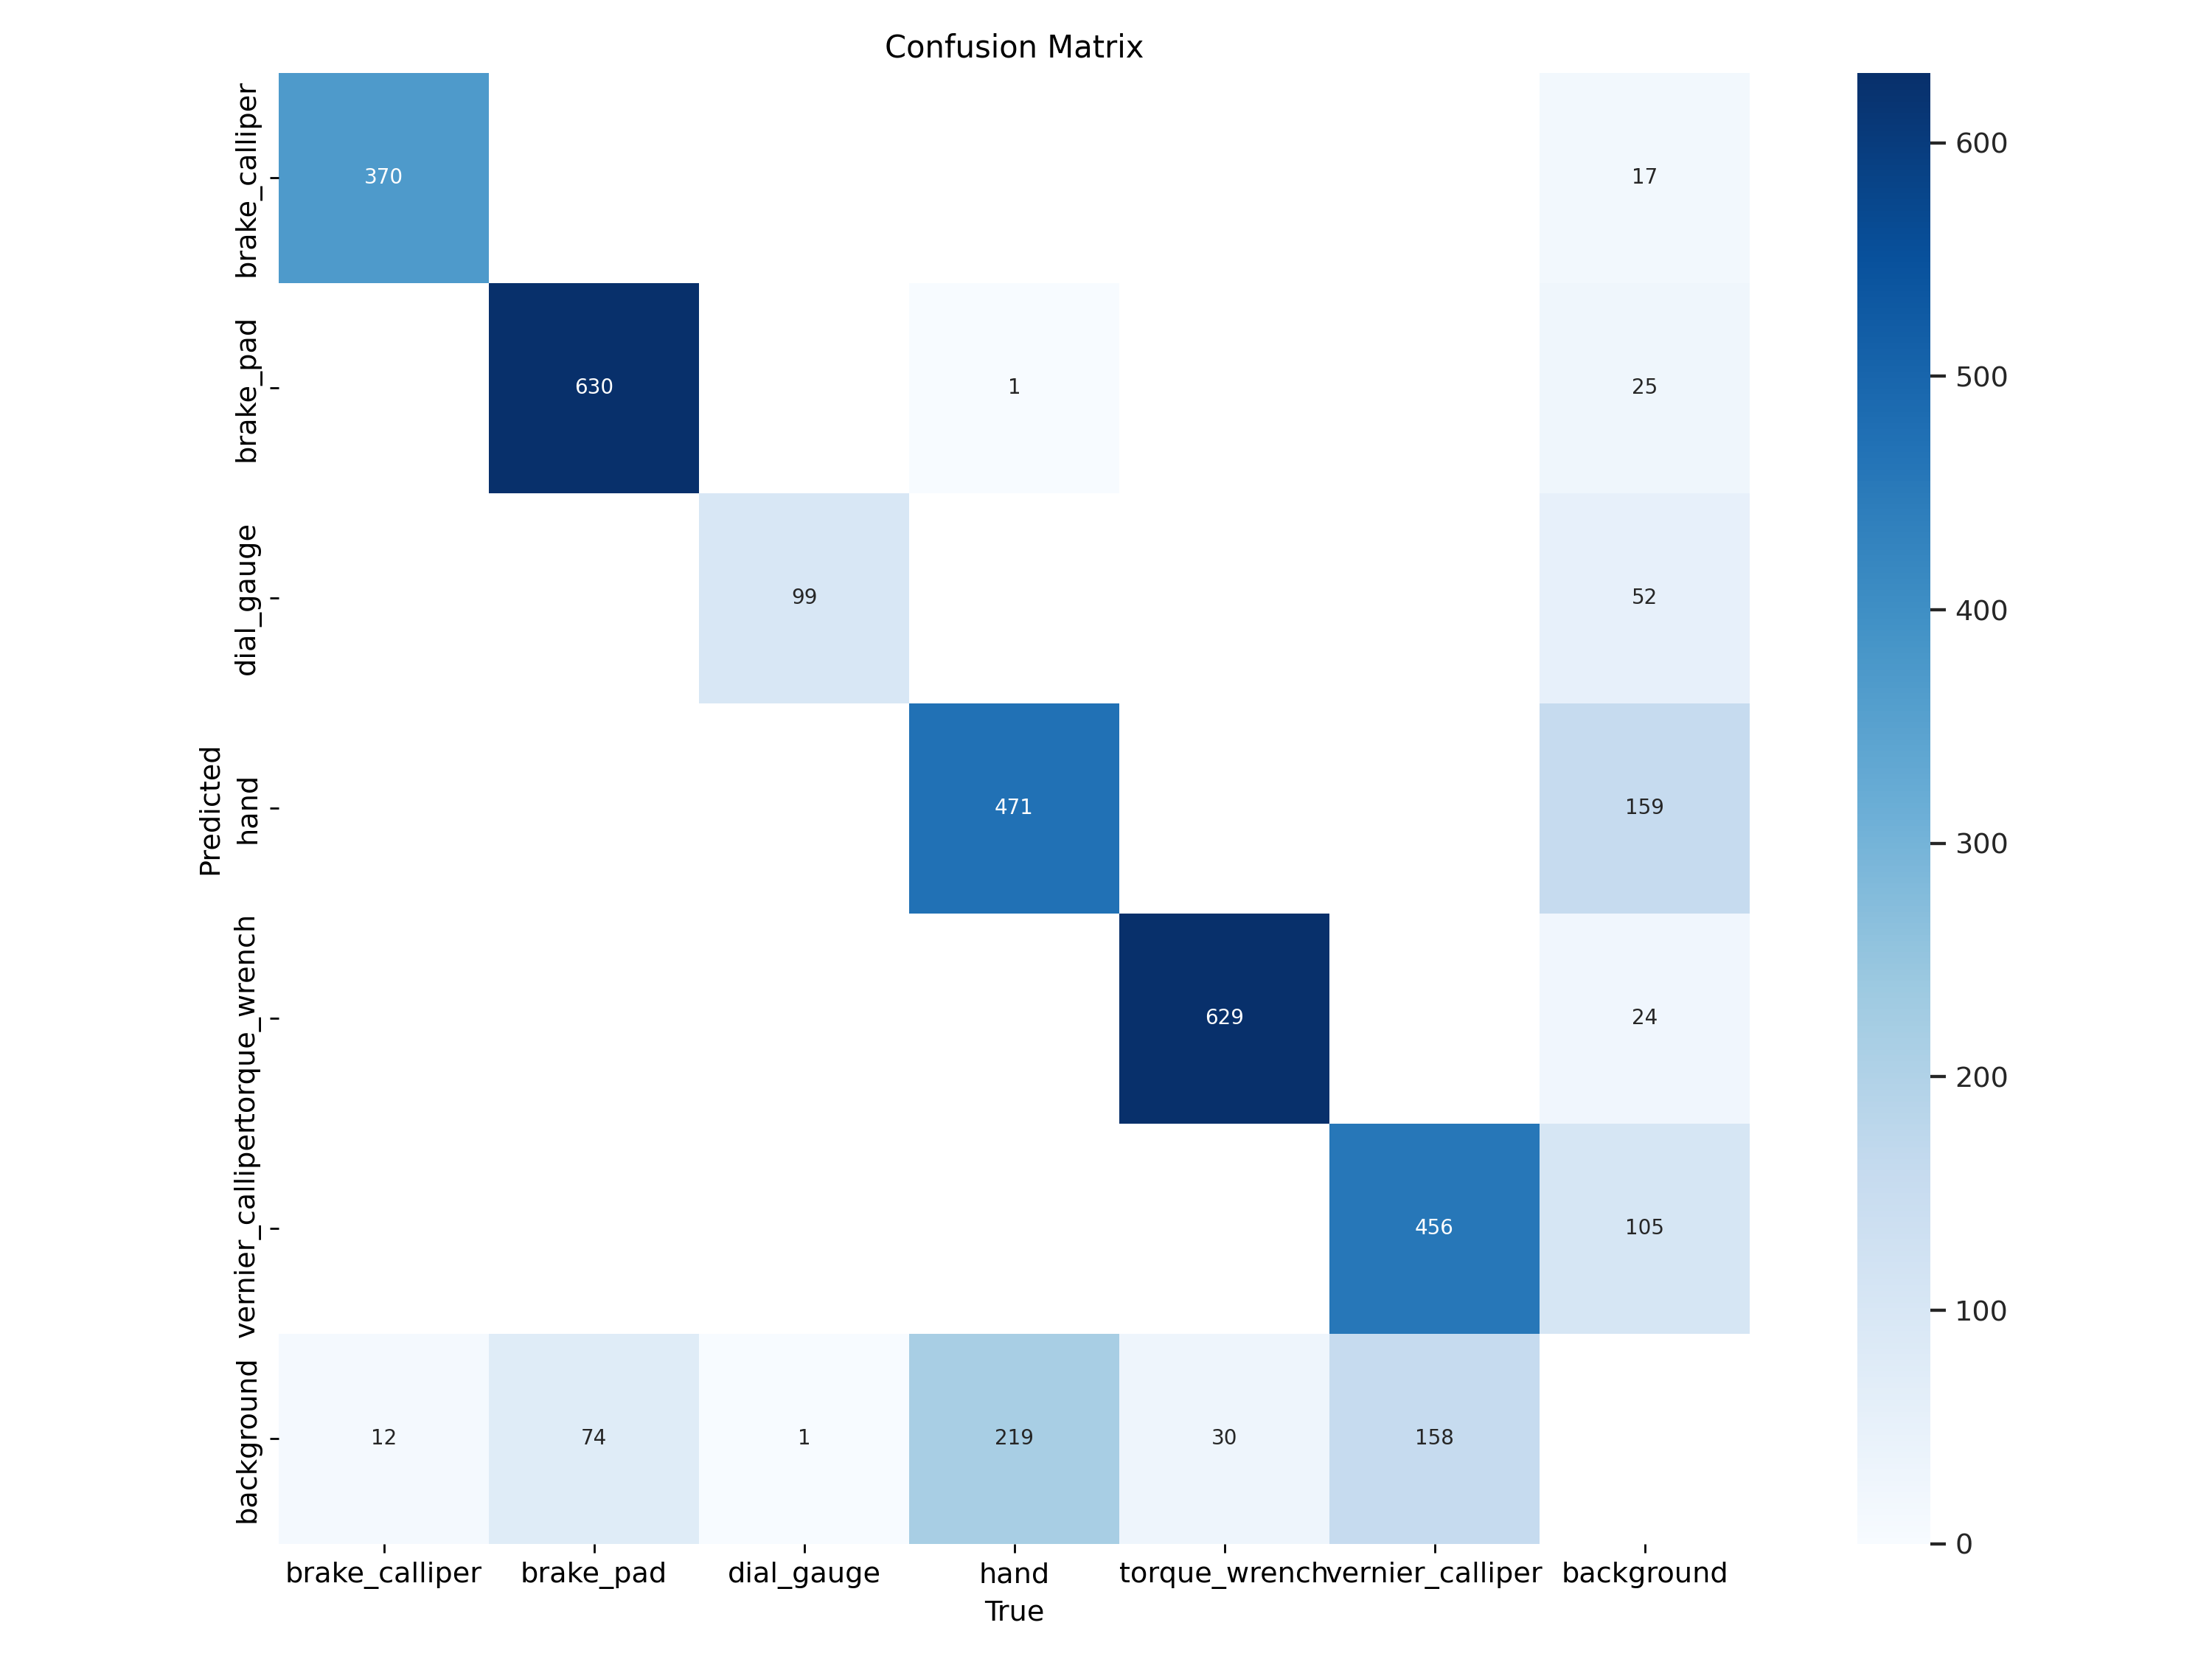 Confusion Matrix
brake_calliper
370
17
600
brake_pad
630
1
25
500
dial_gauge
99
52
400
Predicted
hand
471
159
300
torque_wrench
629
24
200
vernier_calliper
456
105
100
background
12
74
1
219
30
158
0
brake_calliper brake_pad dial_gauge hand torque_wrench vernier_calliper background
True